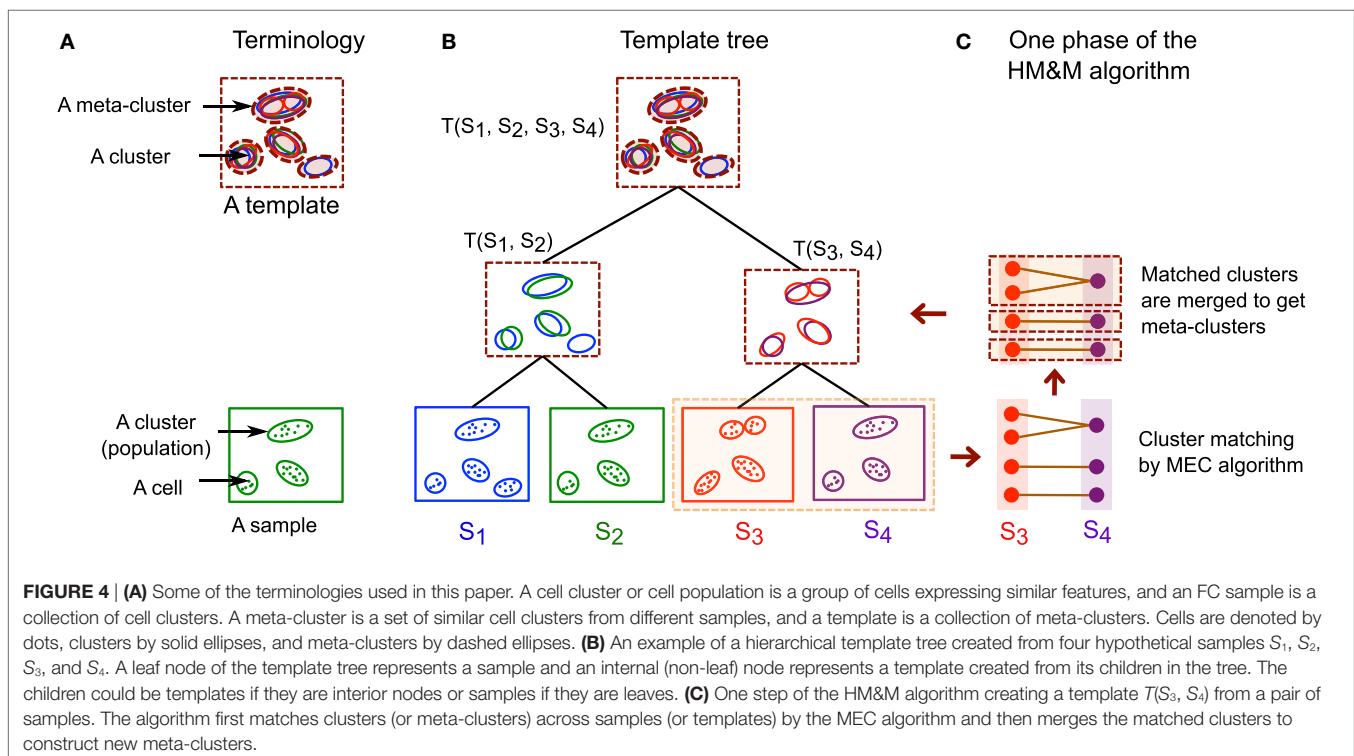 A Terminology
A meta-cluster
A cluster
A template
A cluster
(population)
A cell
A sample
B Template tree
T(S₁, S₂, S₃, S₄)
T(S₁, S₂)
T(S₃, S₄)
S₁ S₂ S₃ S₄
C One phase of the
HM&M algorithm
Matched clusters
are merged to get
meta-clusters
Cluster matching
by MEC algorithm
S₃ S₄
FIGURE 4 | (A) Some of the terminologies used in this paper. A cell cluster or cell population is a group of cells expressing similar features, and an FC sample is a
collection of cell clusters. A meta-cluster is a set of similar cell clusters from different samples, and a template is a collection of meta-clusters. Cells are denoted by
dots, clusters by solid ellipses, and meta-clusters by dashed ellipses. (B) An example of a hierarchical template tree created from four hypothetical samples S₁, S₂,
S₃, and S₄. A leaf node of the template tree represents a sample and an internal (non-leaf) node represents a template created from its children in the tree. The
children could be templates if they are interior nodes or samples if they are leaves. (C) One step of the HM&M algorithm creating a template T(S₃, S₄) from a pair of
samples. The algorithm first matches clusters (or meta-clusters) across samples (or templates) by the MEC algorithm and then merges the matched clusters to
construct new meta-clusters.